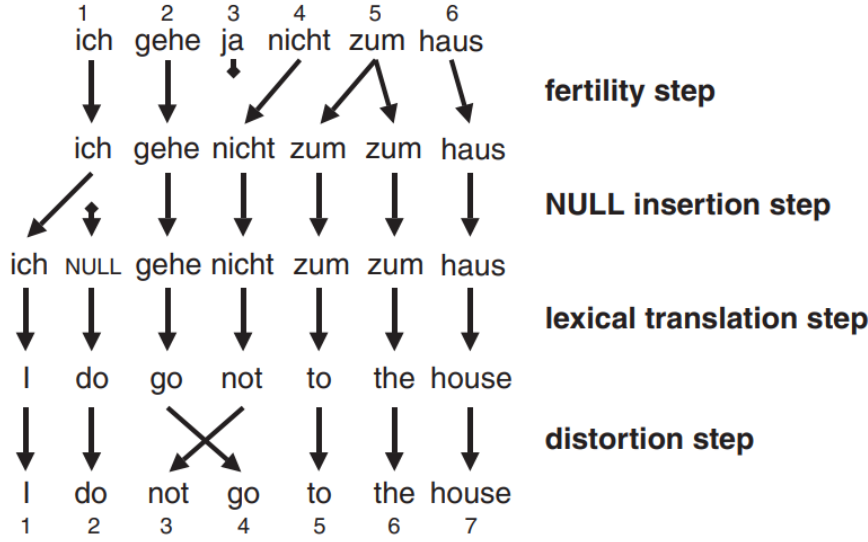 1 2 3 4 5 6
ich gehe ja nicht zum haus
fertility step
ich gehe nicht zum zum haus
NULL insertion step
ich NULL gehe nicht zum zum haus
lexical translation step
I do go not to the house
distortion step
I do not go to the house
1 2 3 4 5 6 7